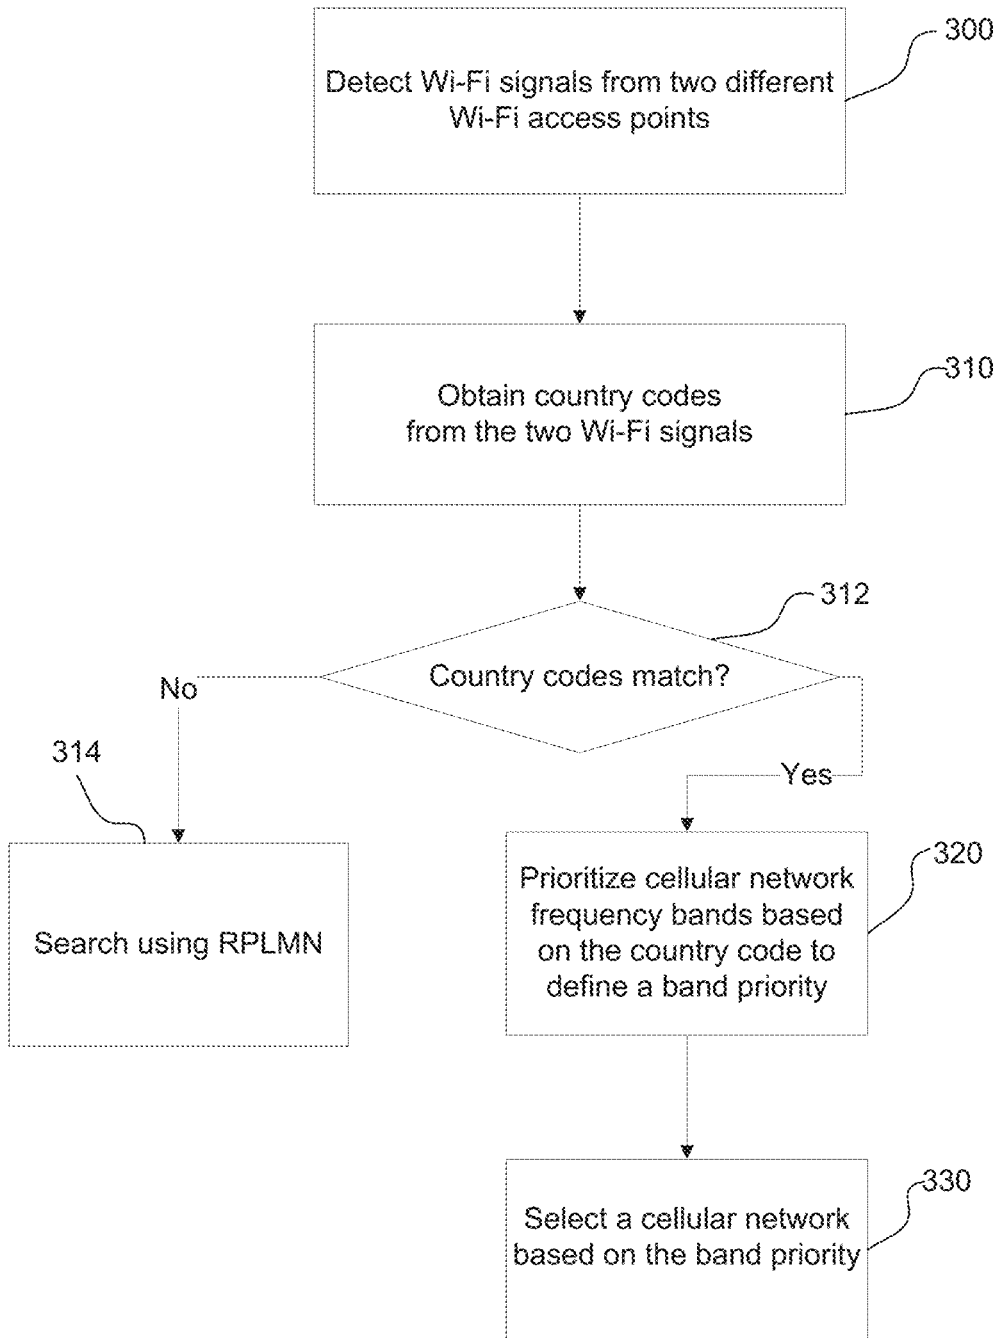 300
Detect Wi-Fi signals from two different
Wi-Fi access points
310
Obtain country codes
from the two Wi-Fi signals
312
Country codes match?
No
Yes
314
Search using RPLMN
320
Prioritize cellular network
frequency bands based
on the country code to
define a band priority
330
Select a cellular network
based on the band priority